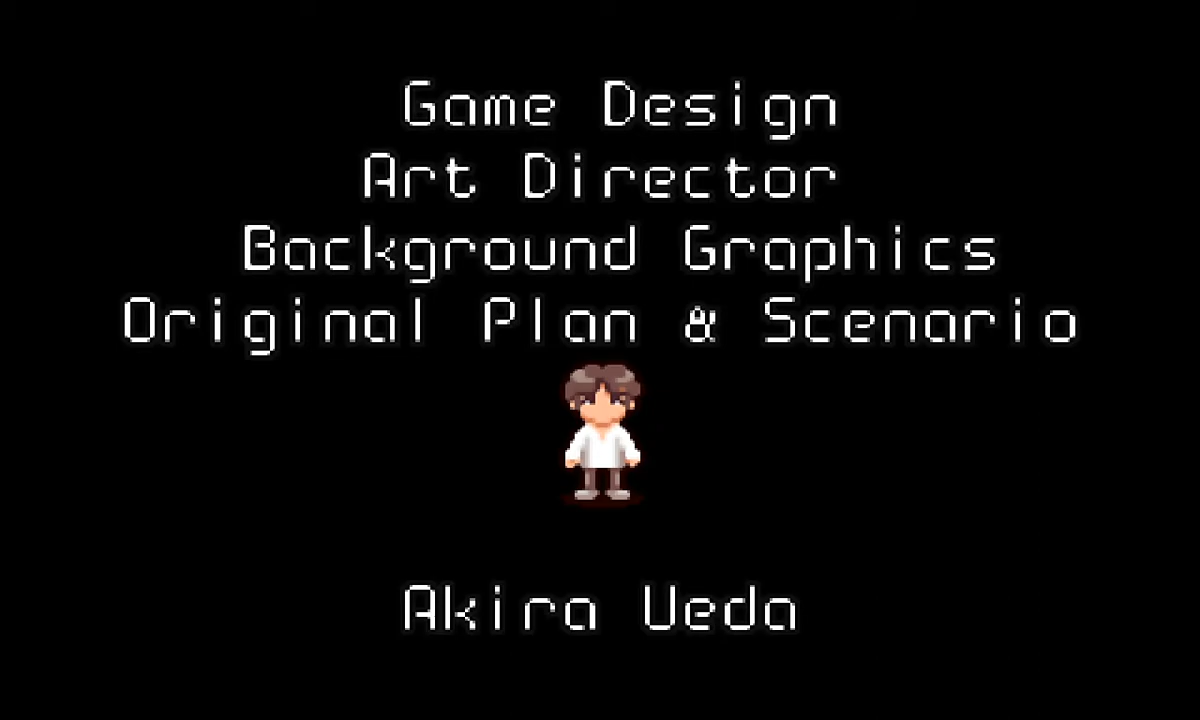 Game Design
Art Director
Background Graphics
Original Plan & Scenario
Akira Ueda